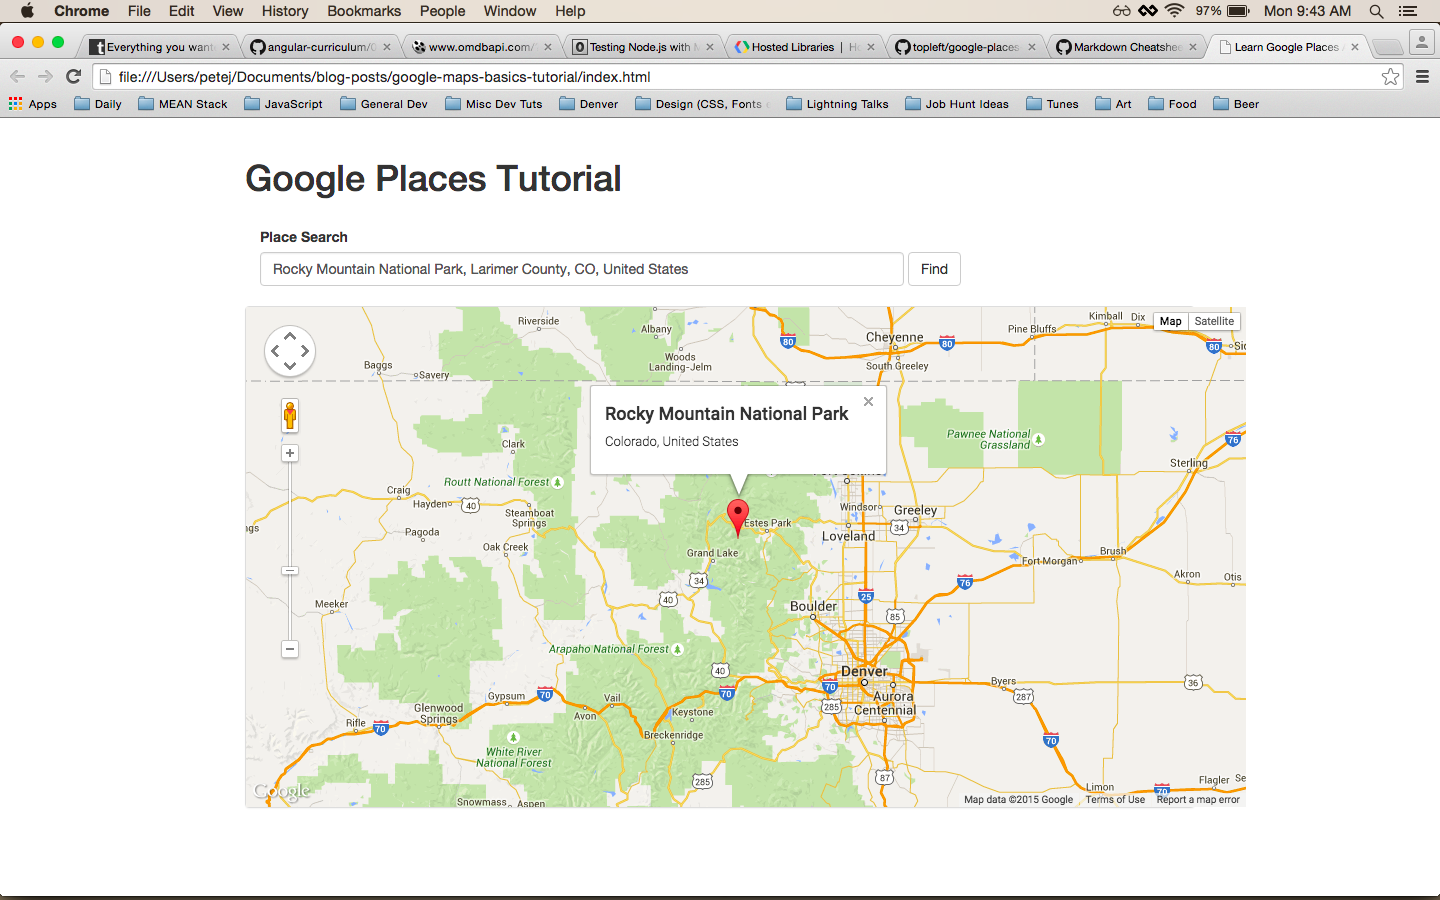 Chrome File Edit View History Bookmarks People Window Help 97% Mon 9:43 AM
Everything you want angular-curriculum/ www.omdbapi.com/ Testing Node.js with Hosted Libraries | topleft/google-places Markdown Cheatshe Learn Google Places
file:///Users/petej/Documents/blog-posts/google-maps-basics-tutorial/index.html
Apps Daily MEAN Stack JavaScript General Dev Misc Dev Tuts Denver Design (CSS, Fonts Lightning Talks Job Hunt Ideas Tunes Art Food Beer
Google Places Tutorial
Place Search
Rocky Mountain National Park, Larimer County, CO, United States Find
Map Satellite
Riverside
Albany
Woods
Landing-Jelm
Baggs
Savery
Cheyenne
South Greeley
Pine Bluffs
Kimball
Dix
80
80
80
Rocky Mountain National Park
Colorado, United States
Pawnee National
Grassland
76
Sterling
Clark
Routt National Forest
Craig
Hayden
40
Steamboat
Springs
Pagoda
Oak Creek
Windsor
Greeley
34
Loveland
Estes Park
Grand Lake
34
40
Fort Morgan
Brush
76
Akron
Otis
Meeker
Boulder
25
85
Arapaho National Forest
40
Denver
Aurora
Centennial
70
285
Byers
287
36
Gypsum
70
Vail
Avon
70
Keystone
Breckenridge
Glenwood
Springs
Rifle
70
White River
National Forest
285
87
70
Limon
70
Flagler
Snowmass
Aspen
Google
Map data ©2015 Google Terms of Use Report a map error